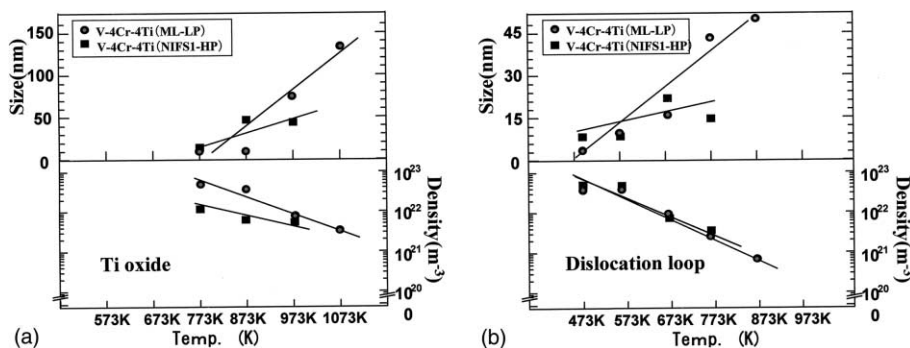 V-4Cr-4Ti(ML-LP)
V-4Cr-4Ti(NIFS1-HP)
150
100
50
0
Size(nm)
10²³
10²²
10²¹
10²⁰
0
Density(m⁻³)
Ti oxide
573K 673K 773K 873K 973K 1073K
Temp. (K)
(a)
V-4Cr-4Ti(ML-LP)
V-4Cr-4Ti(NIFS1-HP)
45
30
15
0
Size(nm)
10²³
10²²
10²¹
10²⁰
0
Density(m⁻³)
Dislocation loop
473K 573K 673K 773K 873K 973K
Temp. (K)
(b)